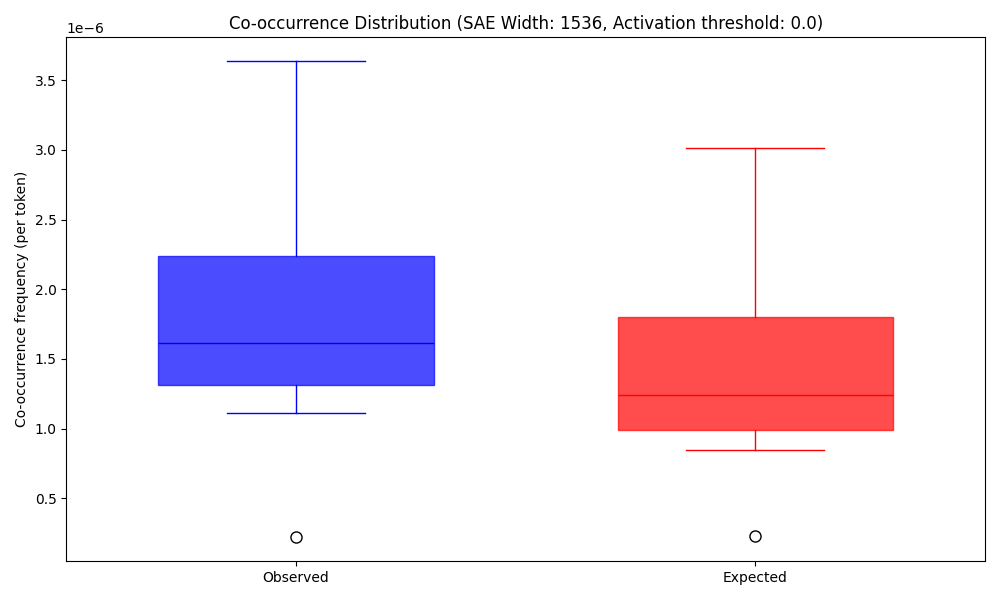 Co-occurrence Distribution (SAE Width: 1536, Activation threshold: 0.0)
1e−6
3.5
3.0
2.5
2.0
1.5
1.0
0.5
Co-occurrence frequency (per token)
Observed
Expected